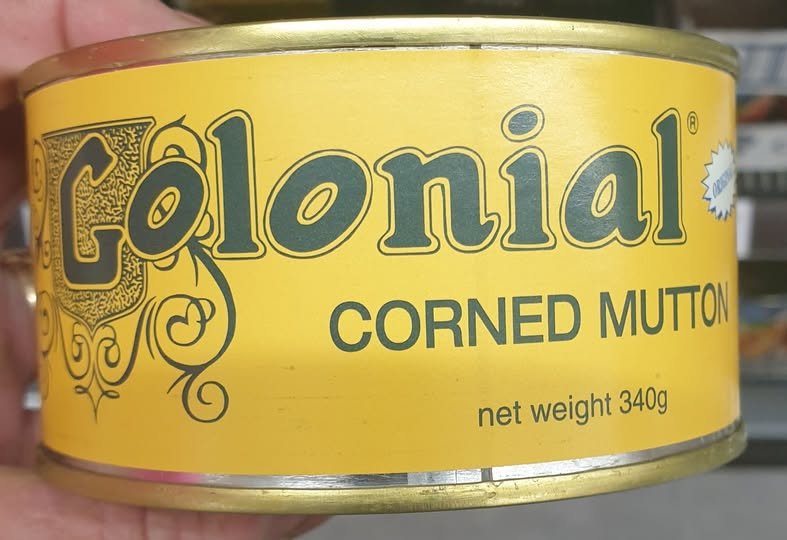 Colonial®
CORNED MUTTON
net weight 340g